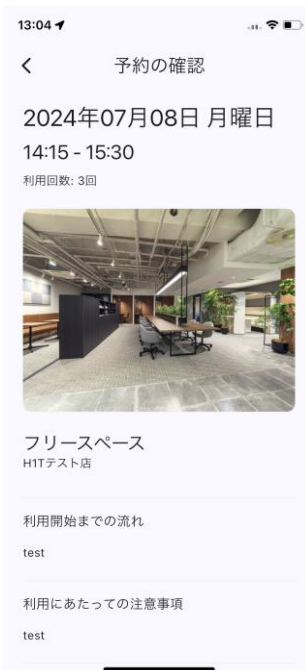 13:04
予約の確認
2024年07月08日 月曜日
14:15 - 15:30
利用回数: 3回
フリースペース
H1Tテスト店
利用開始までの流れ
test
利用にあたっての注意事項
test